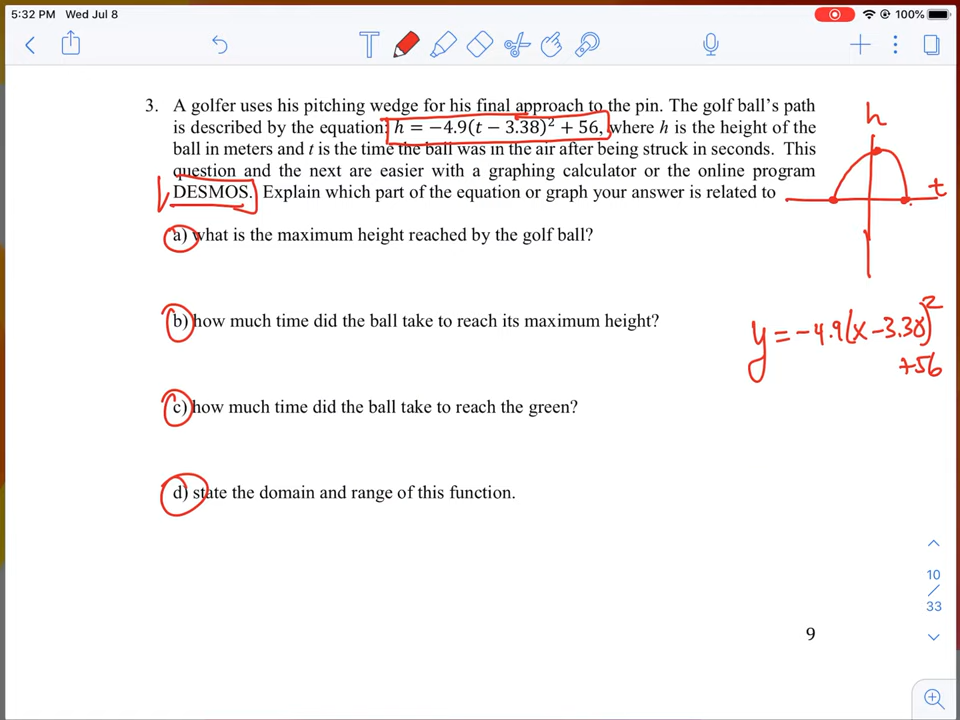 5:32 PM Wed Jul 8
100%
T
3. A golfer uses his pitching wedge for his final approach to the pin. The golf ball's path
is described by the equation: h = −4.9(t − 3.38)² + 56, where h is the height of the
ball in meters and t is the time the ball was in the air after being struck in seconds. This
question and the next are easier with a graphing calculator or the online program
DESMOS. Explain which part of the equation or graph your answer is related to
h
t
a) what is the maximum height reached by the golf ball?
b) how much time did the ball take to reach its maximum height?
y = −4.9(x −3.38)²
+56
c) how much time did the ball take to reach the green?
d) state the domain and range of this function.
10
/
33
9